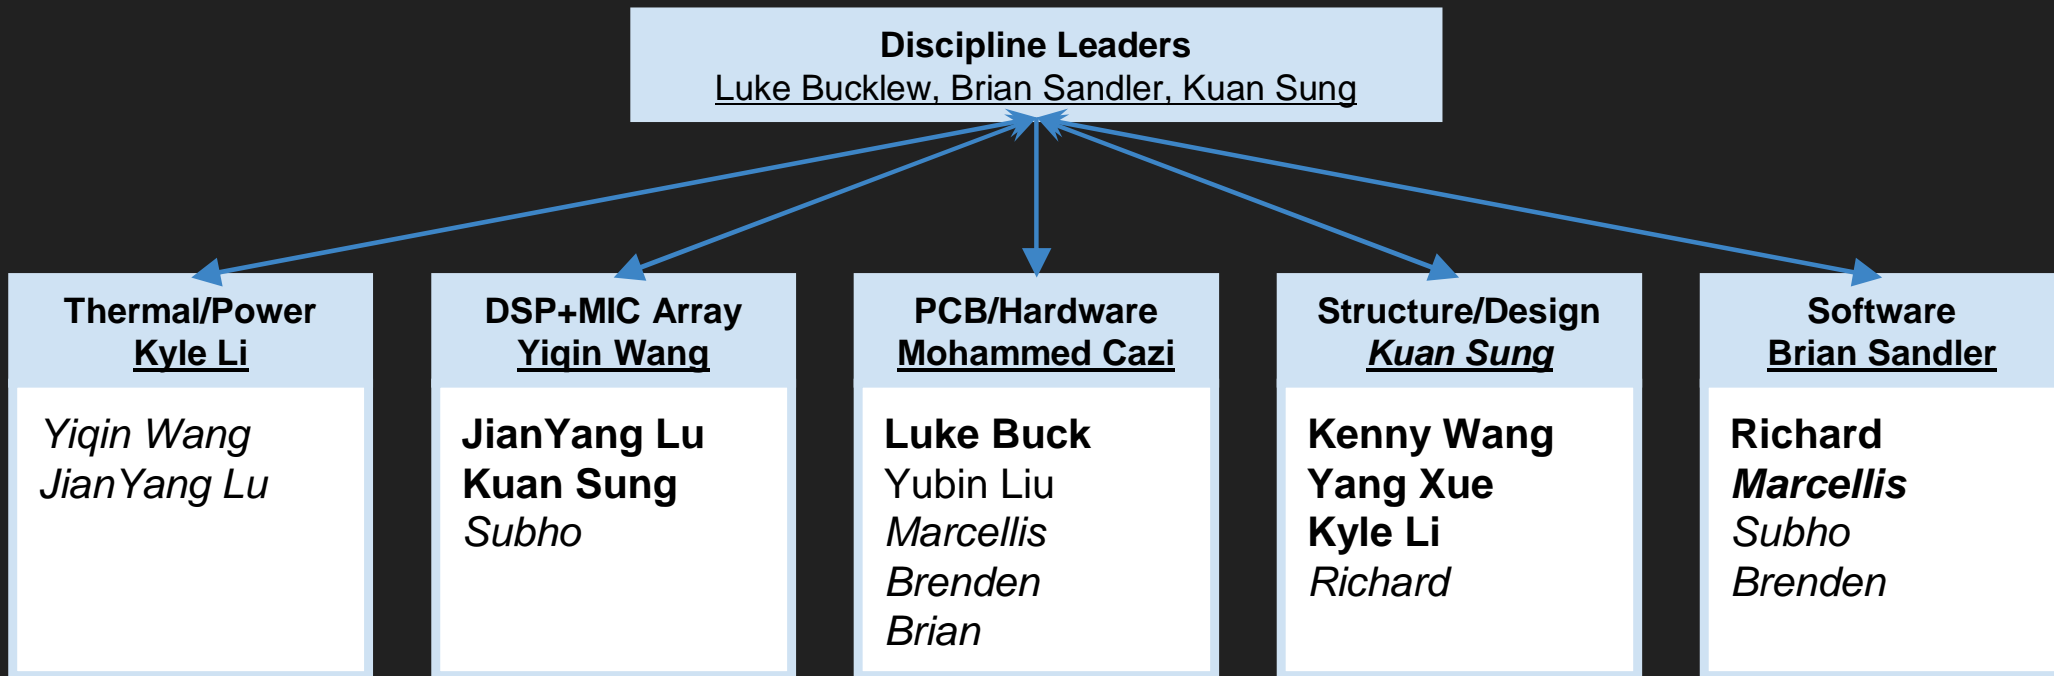 Discipline Leaders
Luke Bucklew, Brian Sandler, Kuan Sung
Thermal/Power
Kyle Li
Yiqin Wang
JianYang Lu
DSP+MIC Array
Yiqin Wang
JianYang Lu
Kuan Sung
Subho
PCB/Hardware
Mohammed Cazi
Luke Buck
Yubin Liu
Marcellis
Brenden
Brian
Structure/Design
Kuan Sung
Kenny Wang
Yang Xue
Kyle Li
Richard
Software
Brian Sandler
Richard
Marcellis
Subho
Brenden